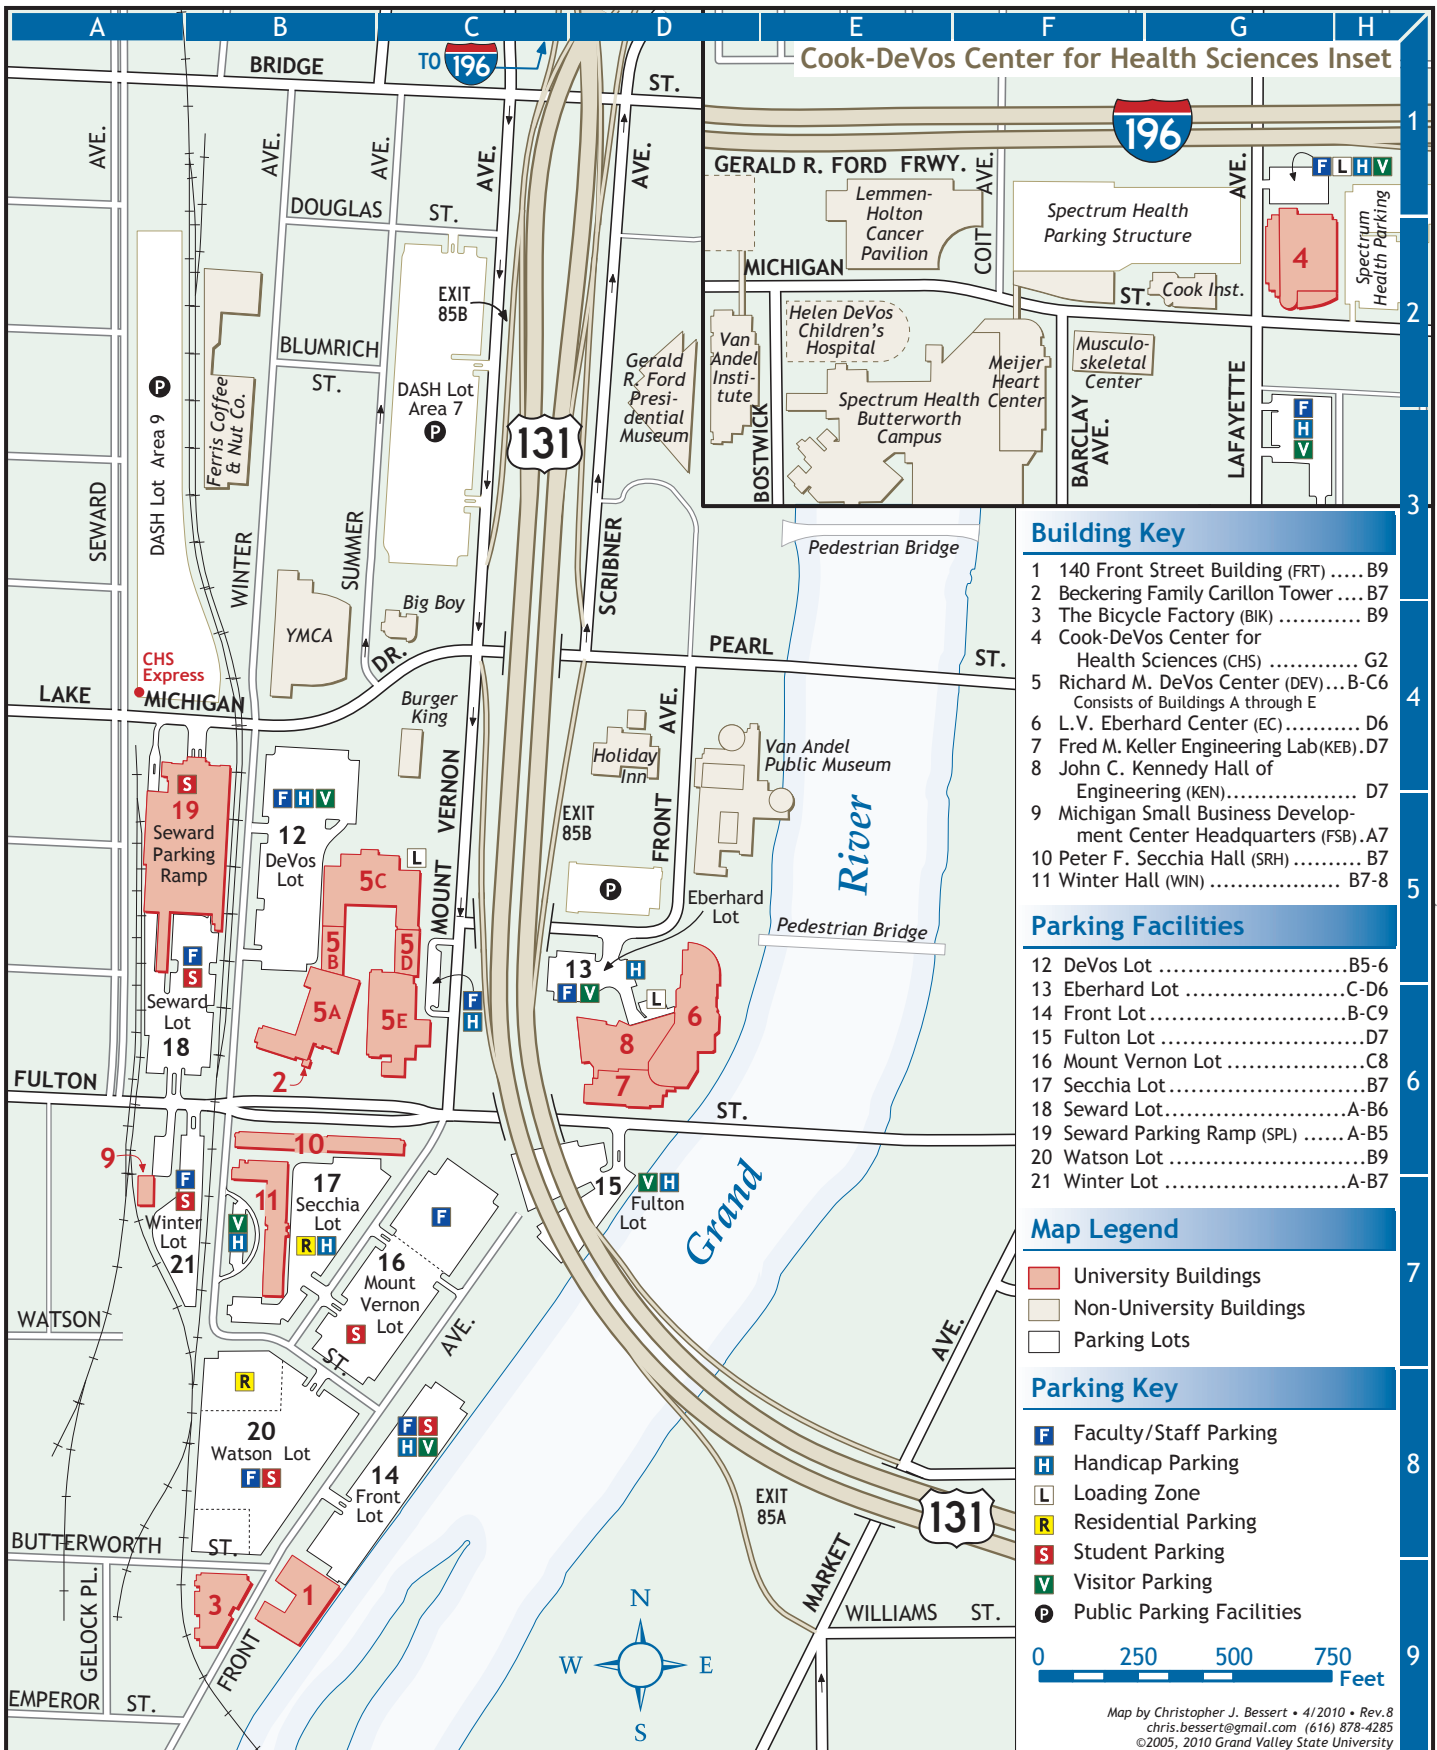 A B C D E F G H
BRIDGE ST.
TO 196
Cook-DeVos Center for Health Sciences Inset
1
196
GERALD R. FORD FRWY.
AVE.
AVE.
AVE.
AVE.
AVE.
AVE.
AVE.
F L H V
Lemmen-
Holton
Cancer
Pavilion
COIT
Spectrum Health
Parking Structure
4
Spectrum
Health Parking
DOUGLAS ST.
MICHIGAN
ST.
Cook Inst.
2
EXIT
85B
Helen DeVos
Children's
Hospital
Van
Andel
Insti-
tute
Meijer
Heart
Center
Musculo-
skeletal
Center
BLUMRICH
ST.
Gerald
R. Ford
Presi-
dential
Museum
P
DASH Lot
Area 7
P
Ferris Coffee
& Nut Co.
DASH Lot Area 9
131
Spectrum Health
Butterworth
Campus
BOSTWICK
BARCLAY
AVE.
LAFAYETTE
F
H
V
3
SEWARD
WINTER
SUMMER
SCRIBNER
Pedestrian Bridge
Big Boy
YMCA
DR.
PEARL ST.
CHS
Express
LAKE MICHIGAN
4
Burger
King
AVE.
Holiday
Inn
Van Andel
Public Museum
VERNON
MOUNT
FRONT
EXIT
85B
River
S
19
Seward
Parking
Ramp
F H V
12
DeVos
Lot
L
5C
P
5
Eberhard
Lot
Pedestrian Bridge
5
B
5
D
F
S
Seward
Lot
18
13
F V
H
L
F
H
5A
5E
6
8
7
2
FULTON ST.
6
10
9
F
S
Winter
Lot
21
11
V
H
17
Secchia
Lot
R H
F
15
V H
Fulton
Lot
Grand
16
Mount
Vernon
Lot
S
7
WATSON
ST.
AVE.
AVE.
R
20
Watson Lot
F S
F S
H V
14
Front
Lot
8
EXIT
85A
131
BUTTERWORTH ST.
GELOCK PL.
3
1
FRONT
MARKET
WILLIAMS ST.
N
W E
S
9
EMPEROR ST.
Building Key
1 140 Front Street Building (FRT) ..... B9
2 Beckering Family Carillon Tower .... B7
3 The Bicycle Factory (BIK) ............ B9
4 Cook-DeVos Center for
Health Sciences (CHS) ............. G2
5 Richard M. DeVos Center (DEV)...B-C6
Consists of Buildings A through E
6 L.V. Eberhard Center (EC)........... D6
7 Fred M. Keller Engineering Lab(KEB).D7
8 John C. Kennedy Hall of
Engineering (KEN)................... D7
9 Michigan Small Business Develop-
ment Center Headquarters (FSB).A7
10 Peter F. Secchia Hall (SRH) .......... B7
11 Winter Hall (WIN) ................... B7-8
Parking Facilities
12 DeVos Lot ............................B5-6
13 Eberhard Lot ........................C-D6
14 Front Lot..............................B-C9
15 Fulton Lot ..............................D7
16 Mount Vernon Lot .....................C8
17 Secchia Lot.............................B7
18 Seward Lot...........................A-B6
19 Seward Parking Ramp (SPL) ......A-B5
20 Watson Lot .............................B9
21 Winter Lot ...........................A-B7
Map Legend
University Buildings
Non-University Buildings
Parking Lots
Parking Key
F Faculty/Staff Parking
H Handicap Parking
L Loading Zone
R Residential Parking
S Student Parking
V Visitor Parking
P Public Parking Facilities
0 250 500 750
Feet
Map by Christopher J. Bessert • 4/2010 • Rev.8
chris.bessert@gmail.com (616) 878-4285
©2005, 2010 Grand Valley State University